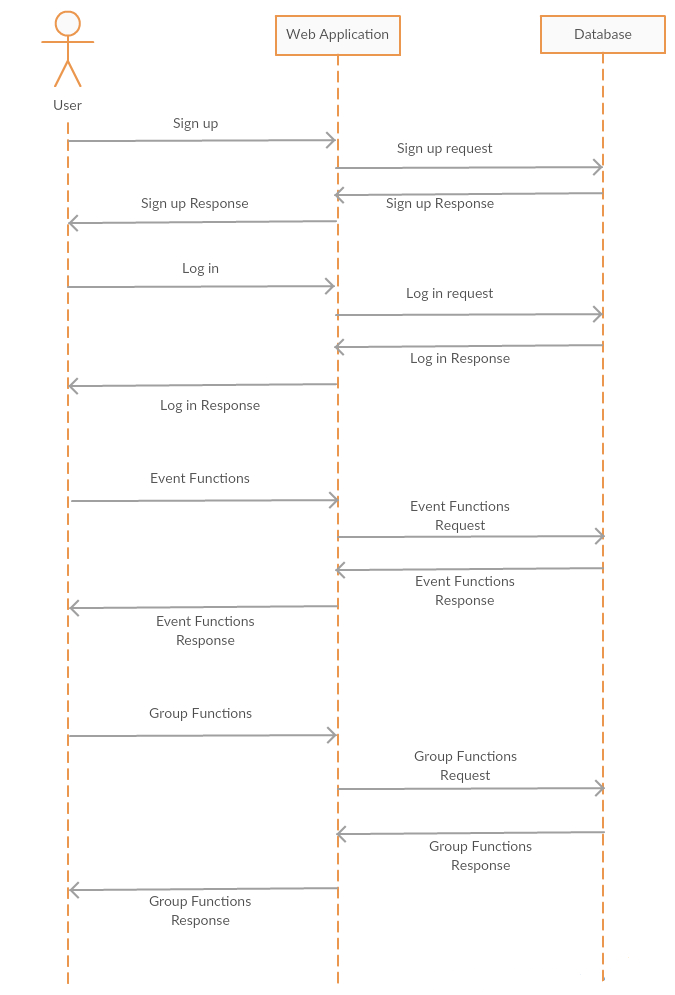 Web Application
Database
User
Sign up
Sign up request
Sign up Response
Sign up Response
Log in
Log in request
Log in Response
Log in Response
Event Functions
Event Functions
Request
Event Functions
Response
Event Functions
Response
Group Functions
Group Functions
Request
Group Functions
Response
Group Functions
Response